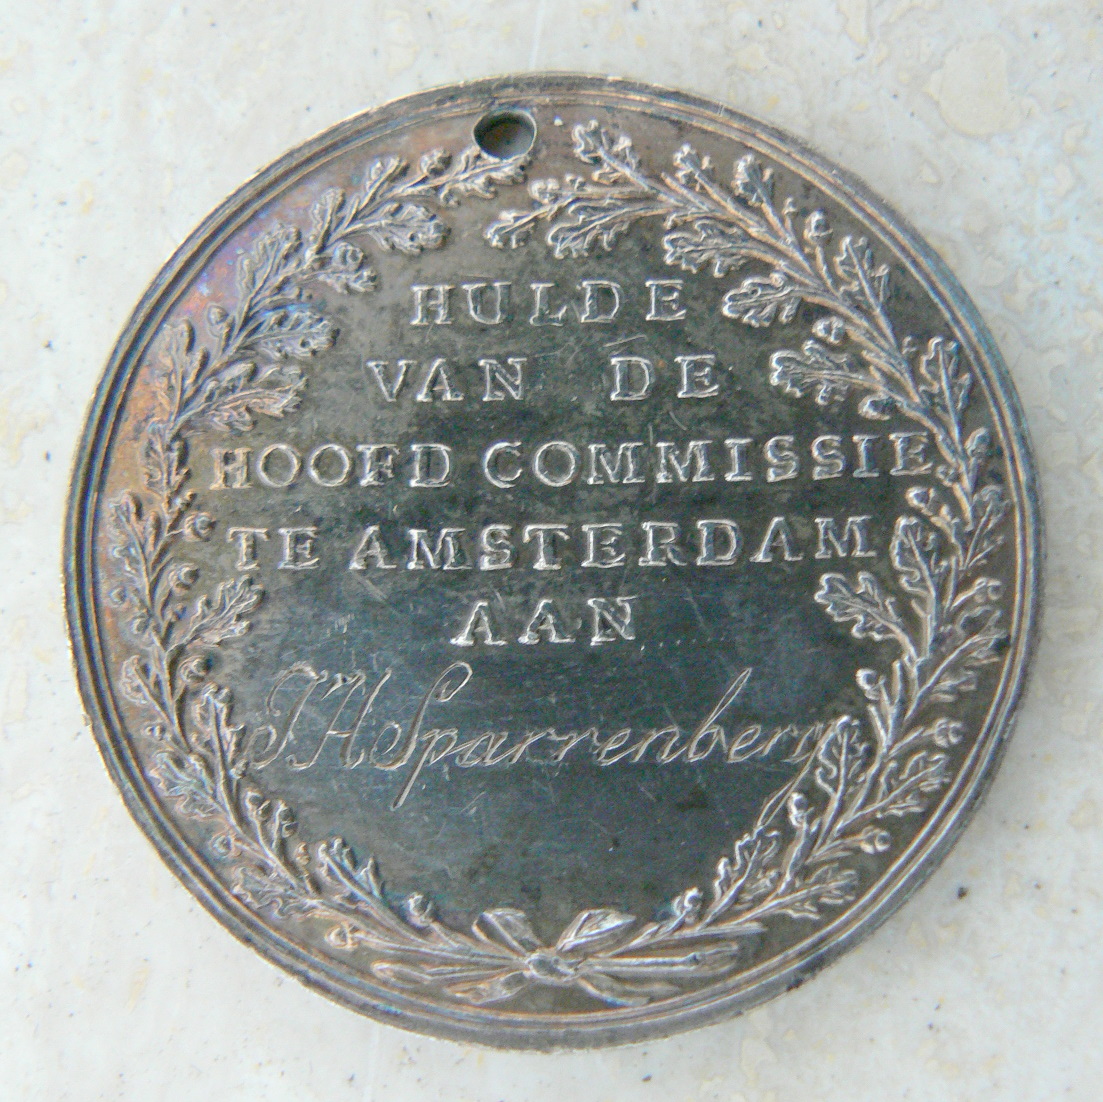 HULDE
VAN DE
HOOFD COMMISSIE
TE AMSTERDAM
AAN
J H Sparrenberg